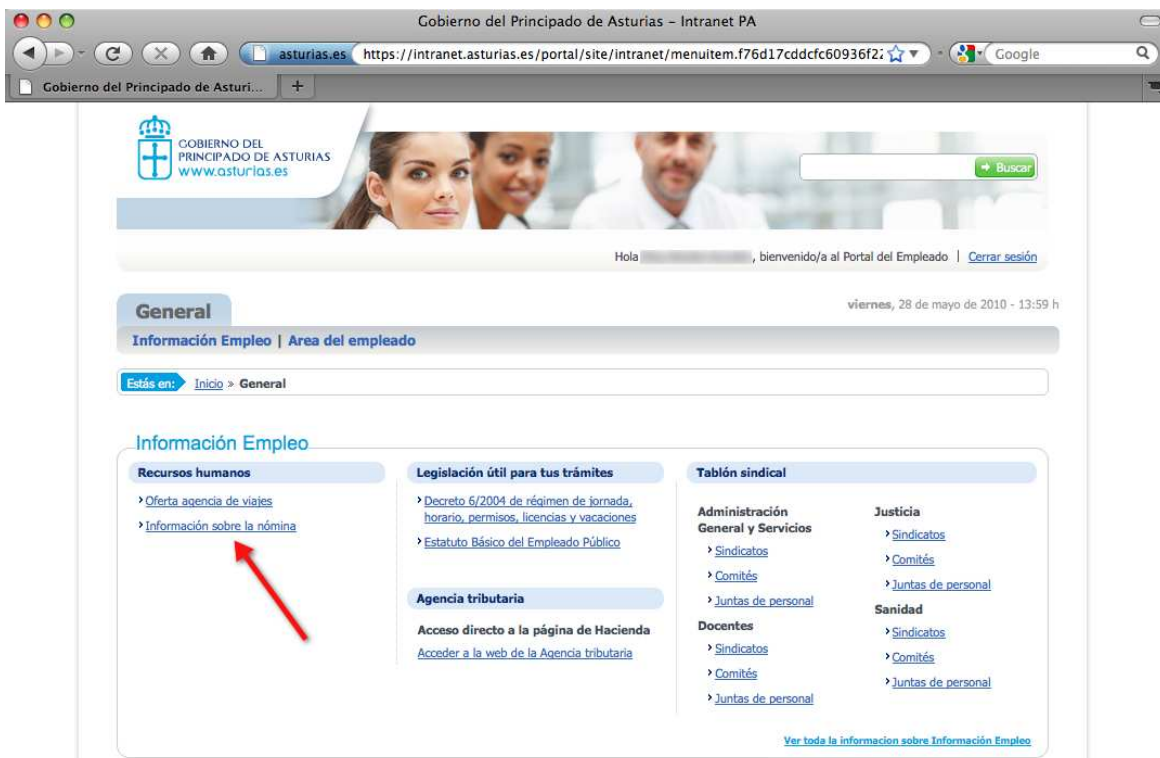 Gobierno del Principado de Asturias – Intranet PA
asturias.es https://intranet.asturias.es/portal/site/intranet/menuitem.f76d17cddcfc60936f22 Google
Gobierno del Principado de Asturi... +
GOBIERNO DEL
PRINCIPADO DE ASTURIAS
www.asturias.es
Buscar
Hola , bienvenido/a al Portal del Empleado | Cerrar sesión
General
viernes, 28 de mayo de 2010 - 13:59 h
Información Empleo | Area del empleado
Estás en: Inicio > General
Información Empleo
Recursos humanos
Oferta agencia de viajes
Información sobre la nómina
Legislación útil para tus trámites
Decreto 6/2004 de régimen de jornada,
horario, permisos, licencias y vacaciones
Estatuto Básico del Empleado Público
Agencia tributaria
Acceso directo a la página de Hacienda
Acceder a la web de la Agencia tributaria
Tablón sindical
Administración
General y Servicios
Sindicatos
Comités
Juntas de personal
Docentes
Sindicatos
Comités
Juntas de personal
Justicia
Sindicatos
Comités
Juntas de personal
Sanidad
Sindicatos
Comités
Juntas de personal
Ver toda la informacion sobre Información Empleo